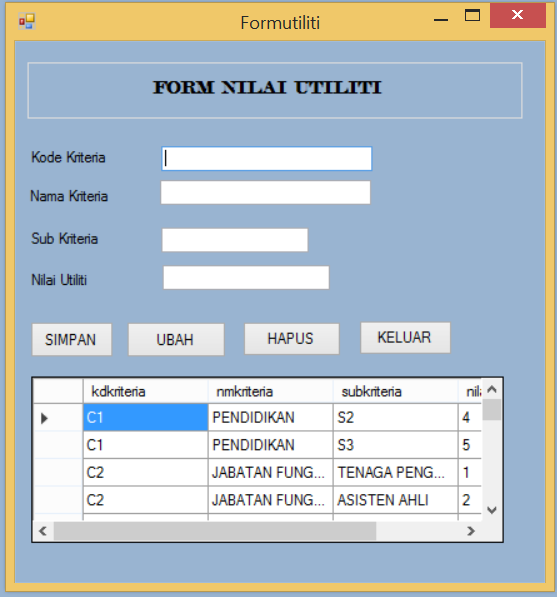 Formutiliti
FORM NILAI UTILITI
Kode Kriteria
Nama Kriteria
Sub Kriteria
Nilai Utiliti
SIMPAN UBAH HAPUS KELUAR
kdkriteria nmkriteria subkriteria nila
C1 PENDIDIKAN S2 4
C1 PENDIDIKAN S3 5
C2 JABATAN FUNG... TENAGA PENG... 1
C2 JABATAN FUNG... ASISTEN AHLI 2